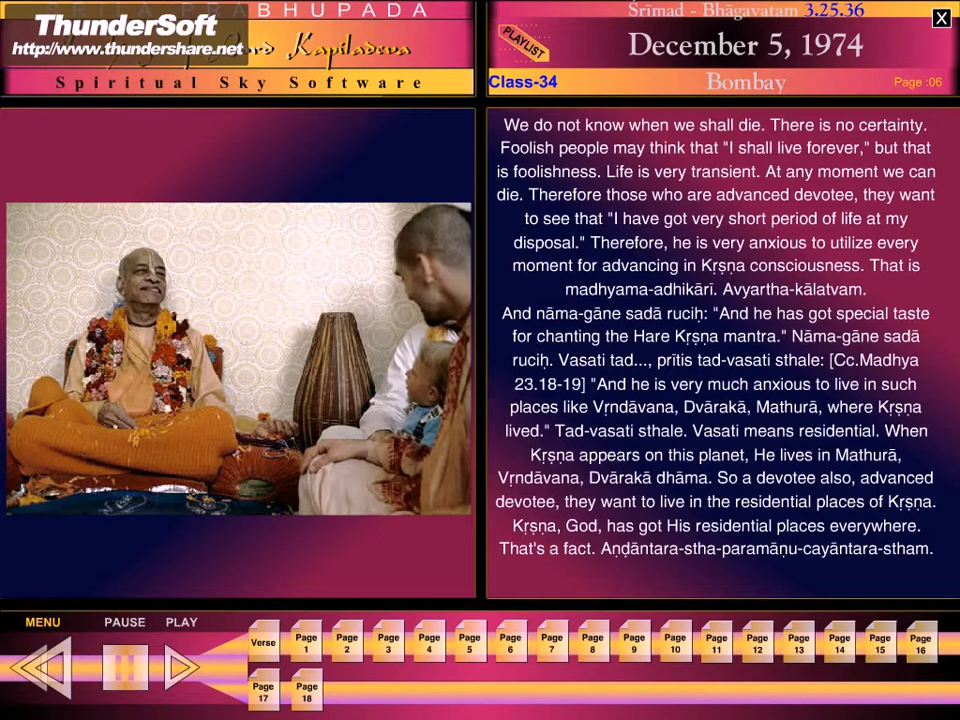 SRILA PRABHUPADA
ThunderSoft
http://www.thundershare.net
Lord Kapiladeva
Spiritual Sky Software
Śrīmad - Bhāgavatam 3.25.36
X
PLAYLIST
December 5, 1974
Class-34
Bombay
Page :06
We do not know when we shall die. There is no certainty.
Foolish people may think that "I shall live forever," but that
is foolishness. Life is very transient. At any moment we can
die. Therefore those who are advanced devotee, they want
to see that "I have got very short period of life at my
disposal." Therefore, he is very anxious to utilize every
moment for advancing in Kṛṣṇa consciousness. That is
madhyama-adhikārī. Avyartha-kālatvam.
And nāma-gāne sadā ruciḥ: "And he has got special taste
for chanting the Hare Kṛṣṇa mantra." Nāma-gāne sadā
ruciḥ. Vasati tad..., prītis tad-vasati sthale: [Cc.Madhya
23.18-19] "And he is very much anxious to live in such
places like Vṛndāvana, Dvārakā, Mathurā, where Kṛṣṇa
lived." Tad-vasati sthale. Vasati means residential. When
Kṛṣṇa appears on this planet, He lives in Mathurā,
Vṛndāvana, Dvārakā dhāma. So a devotee also, advanced
devotee, they want to live in the residential places of Kṛṣṇa.
Kṛṣṇa, God, has got His residential places everywhere.
That's a fact. Aṇḍāntara-stha-paramāṇu-cayāntara-stham.
MENU PAUSE PLAY
Verse
Page 1
Page 2
Page 3
Page 4
Page 5
Page 6
Page 7
Page 8
Page 9
Page 10
Page 11
Page 12
Page 13
Page 14
Page 15
Page 16
Page 17
Page 18